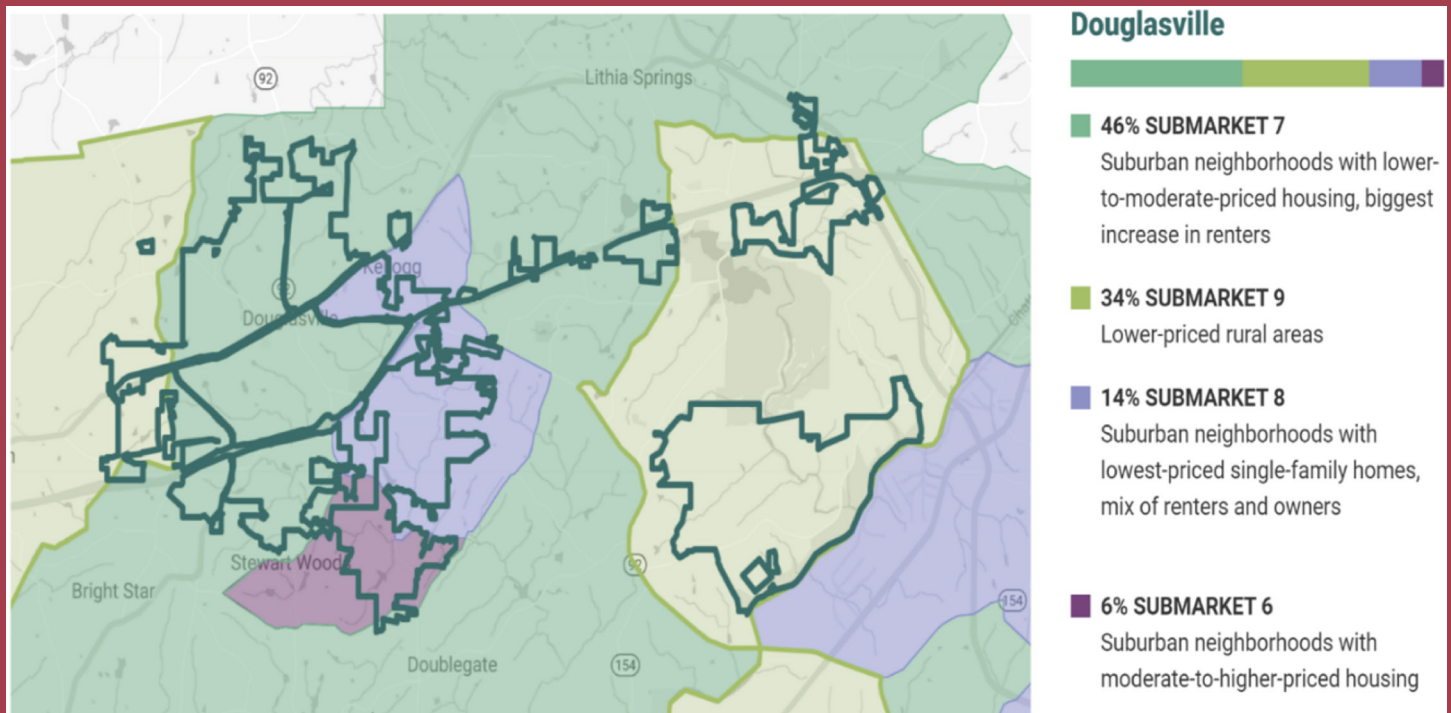 Douglasville
46% SUBMARKET 7
Suburban neighborhoods with lower-
to-moderate-priced housing, biggest
increase in renters
34% SUBMARKET 9
Lower-priced rural areas
14% SUBMARKET 8
Suburban neighborhoods with
lowest-priced single-family homes,
mix of renters and owners
6% SUBMARKET 6
Suburban neighborhoods with
moderate-to-higher-priced housing
92
Lithia Springs
Kellogg
92
Douglasville
Stewart Wood
92
Bright Star
154
Doublegate
154